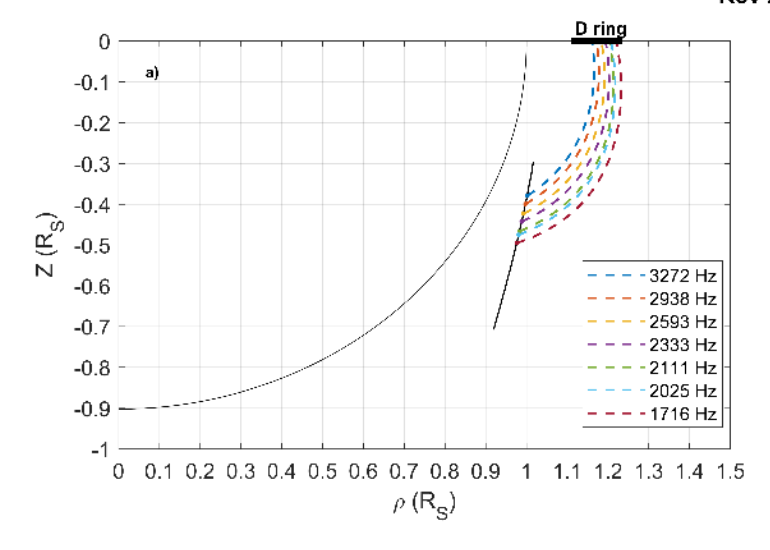 D ring
a)
0
-0.1
-0.2
-0.3
-0.4
-0.5
-0.6
-0.7
-0.8
-0.9
-1
Z (R_S)
3272 Hz
2938 Hz
2593 Hz
2333 Hz
2111 Hz
2025 Hz
1716 Hz
0 0.1 0.2 0.3 0.4 0.5 0.6 0.7 0.8 0.9 1 1.1 1.2 1.3 1.4 1.5
ρ (R_S)